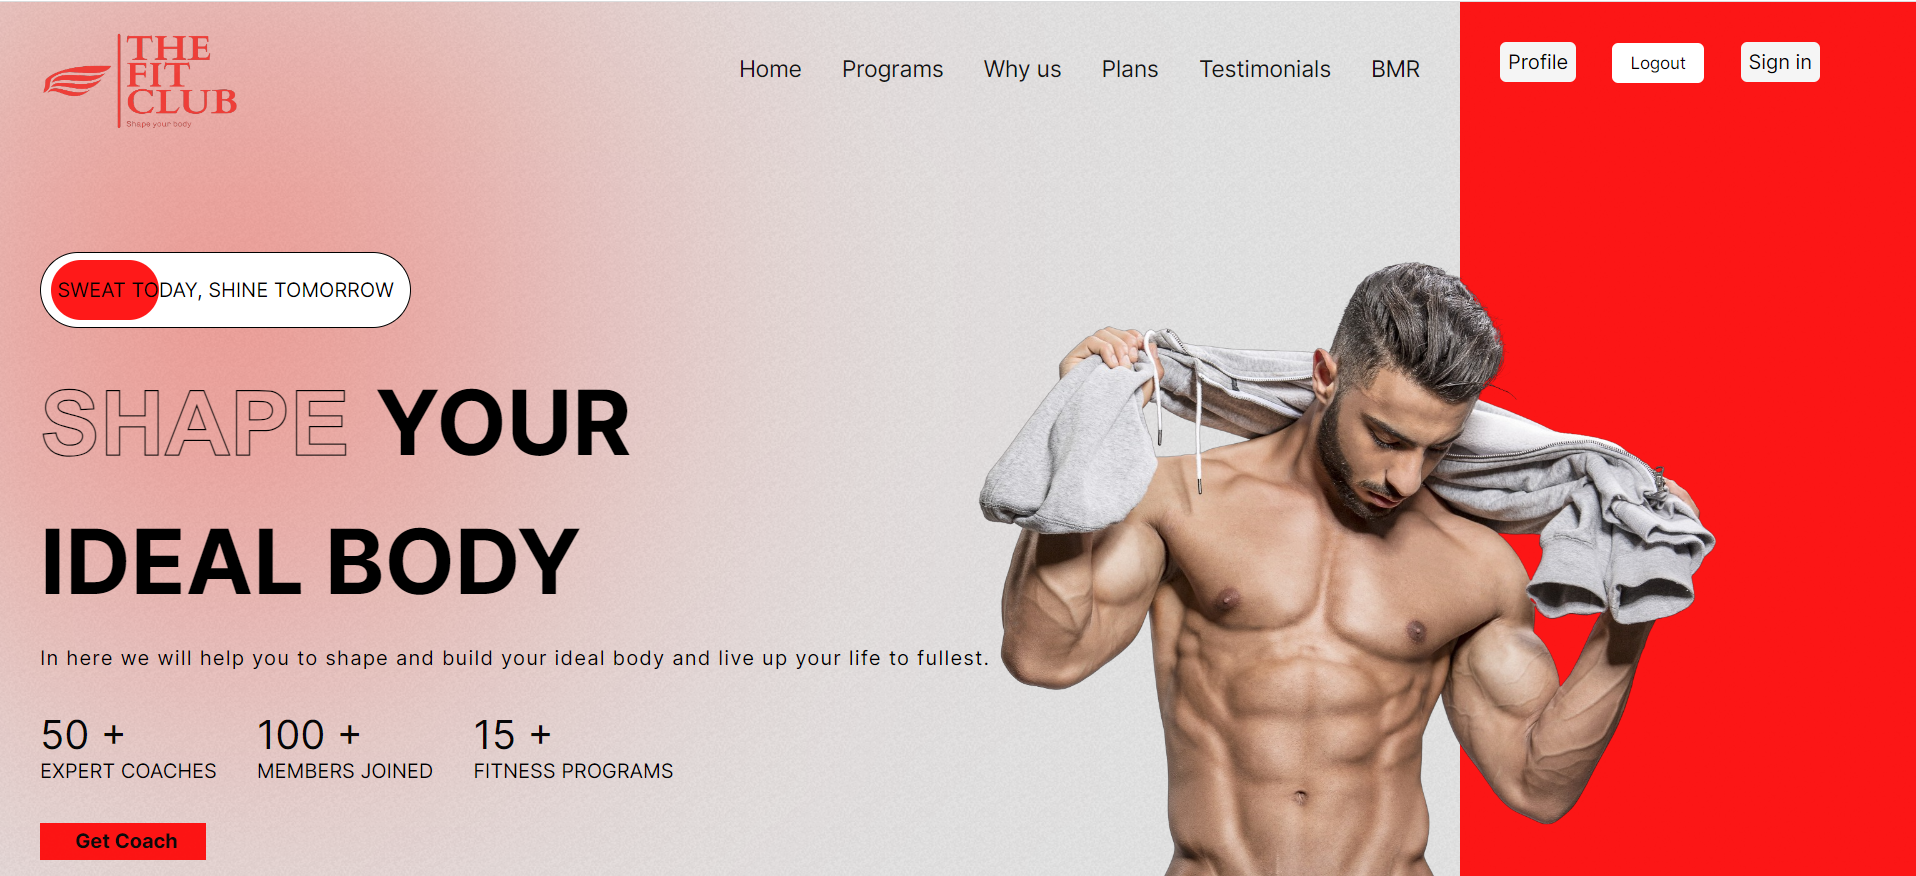 THE
FIT
CLUB
Shape your body
Home Programs Why us Plans Testimonials BMR Profile Logout Sign in
SWEAT TODAY, SHINE TOMORROW
SHAPE YOUR
IDEAL BODY
In here we will help you to shape and build your ideal body and live up your life to fullest.
50 + 100 + 15 +
EXPERT COACHES MEMBERS JOINED FITNESS PROGRAMS
Get Coach